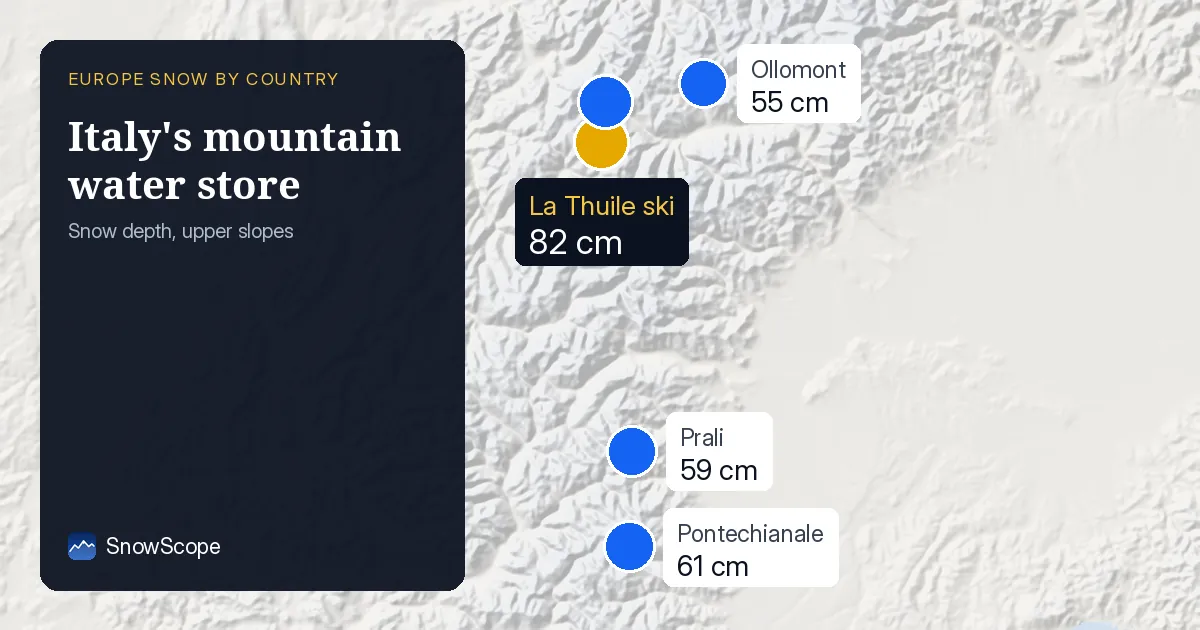 EUROPE SNOW BY COUNTRY
Italy's mountain
water store
Snow depth, upper slopes
SnowScope
Ollomont
55 cm
La Thuile ski
82 cm
Prali
59 cm
Pontechianale
61 cm